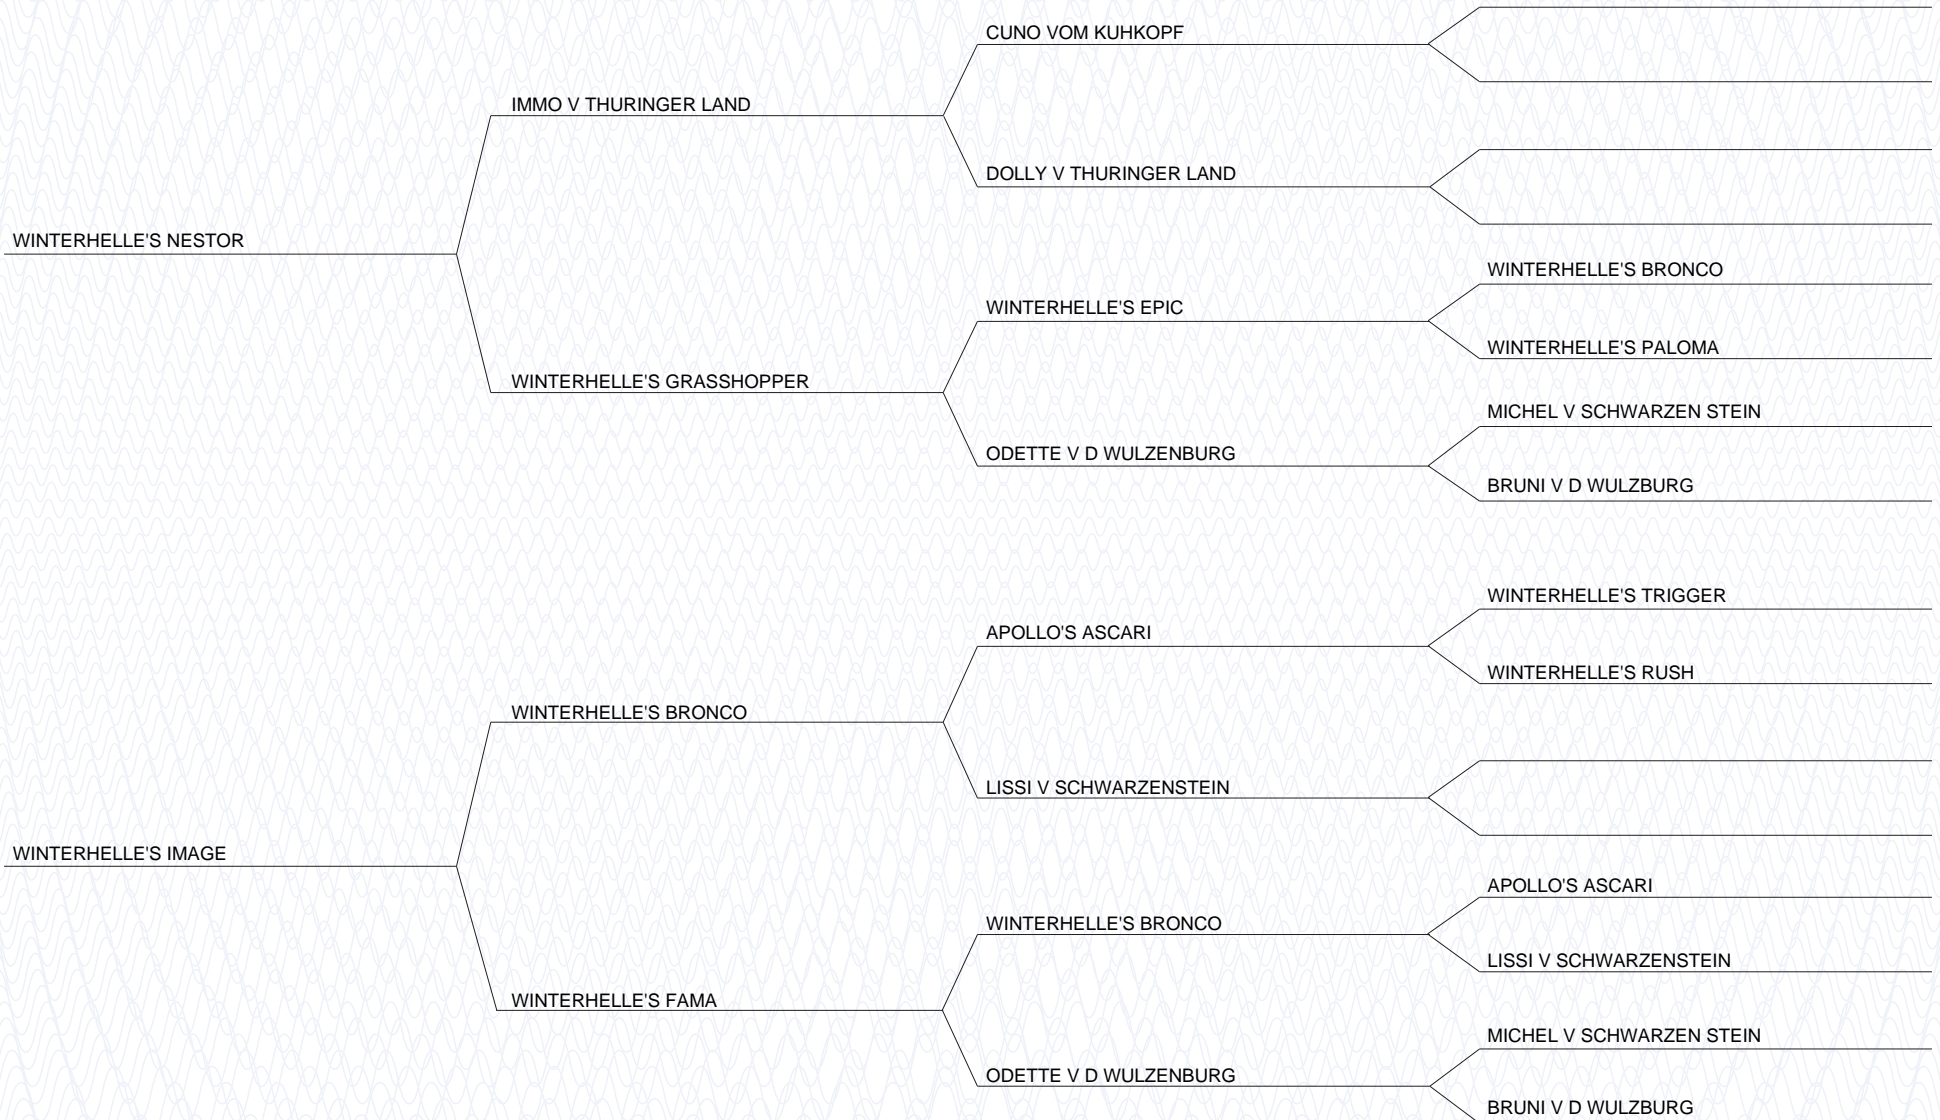 CUNO VOM KUHKOPF
IMMO V THURINGER LAND
DOLLY V THURINGER LAND
WINTERHELLE'S NESTOR
WINTERHELLE'S BRONCO
WINTERHELLE'S EPIC
WINTERHELLE'S PALOMA
WINTERHELLE'S GRASSHOPPER
MICHEL V SCHWARZEN STEIN
ODETTE V D WULZENBURG
BRUNI V D WULZBURG
WINTERHELLE'S TRIGGER
APOLLO'S ASCARI
WINTERHELLE'S RUSH
WINTERHELLE'S BRONCO
LISSI V SCHWARZENSTEIN
WINTERHELLE'S IMAGE
APOLLO'S ASCARI
WINTERHELLE'S BRONCO
LISSI V SCHWARZENSTEIN
WINTERHELLE'S FAMA
MICHEL V SCHWARZEN STEIN
ODETTE V D WULZENBURG
BRUNI V D WULZBURG